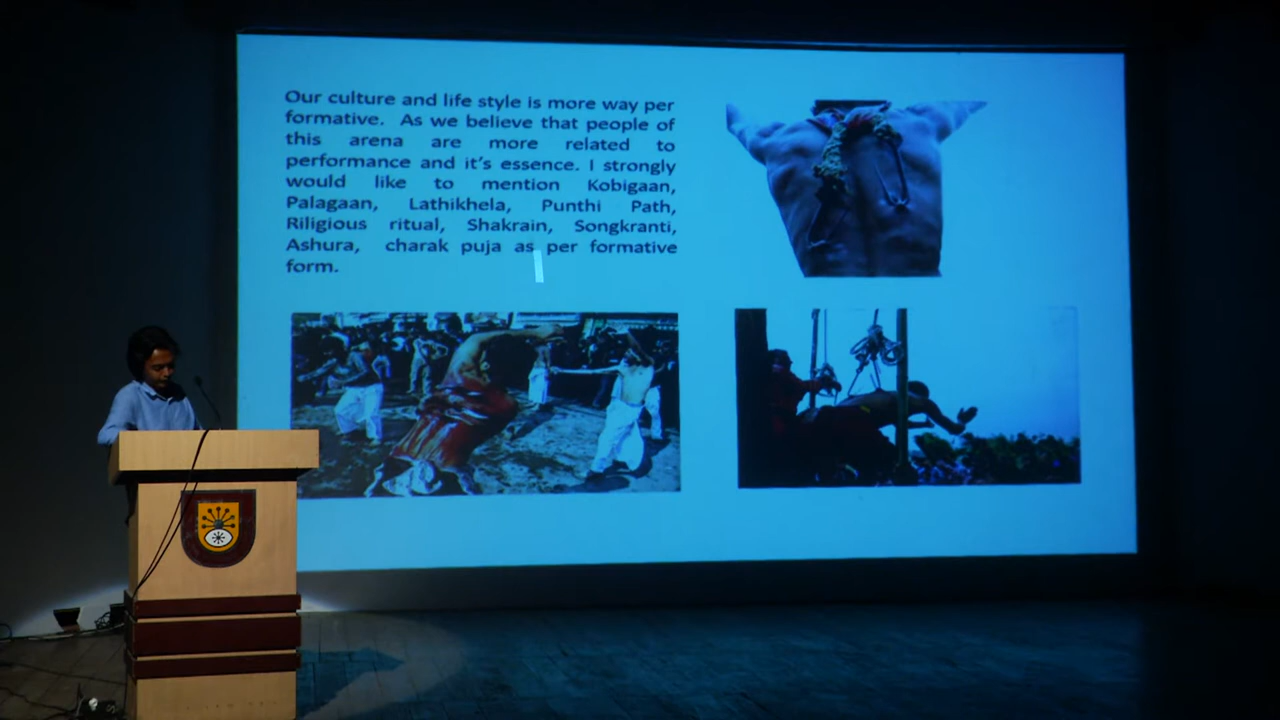 Our culture and life style is more way per
formative. As we believe that people of
this arena are more related to
performance and it's essence. I strongly
would like to mention Kobigaan,
Palagaan, Lathikhela, Punthi Path,
Riligious ritual, Shakrain, Songkranti,
Ashura, charak puja as per formative
form.